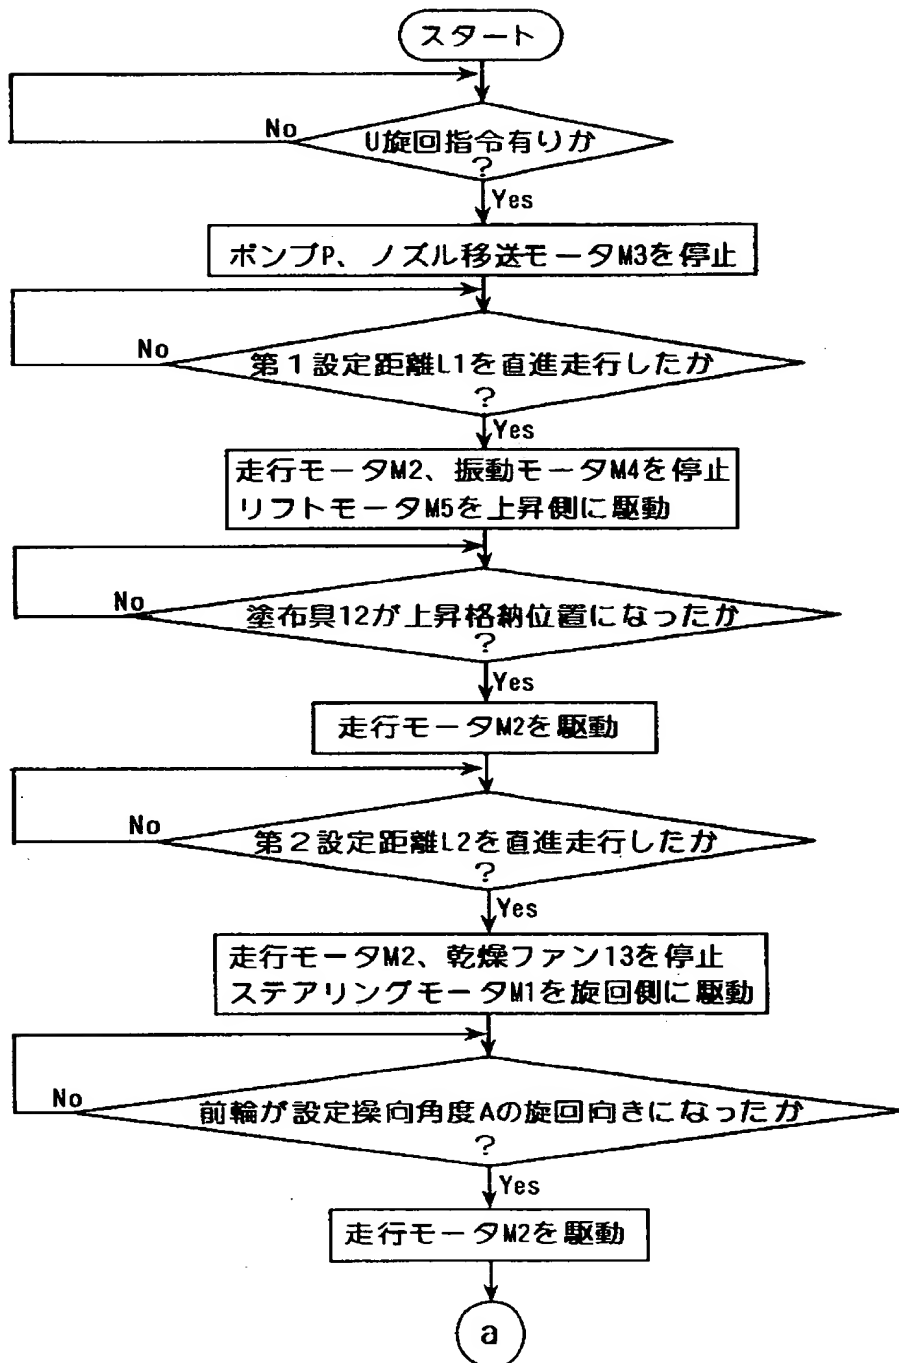 スタート
No
U旋回指令有りか
?
Yes
ポンプP、ノズル移送モータM3を停止
No
第1設定距離L1を直進走行したか
?
Yes
走行モータM2、振動モータM4を停止
リフトモータM5を上昇側に駆動
No
塗布具12が上昇格納位置になったか
?
Yes
走行モータM2を駆動
No
第2設定距離L2を直進走行したか
?
Yes
走行モータM2、乾燥ファン13を停止
ステアリングモータM1を旋回側に駆動
No
前輪が設定操向角度Aの旋回向きになったか
?
Yes
走行モータM2を駆動
a